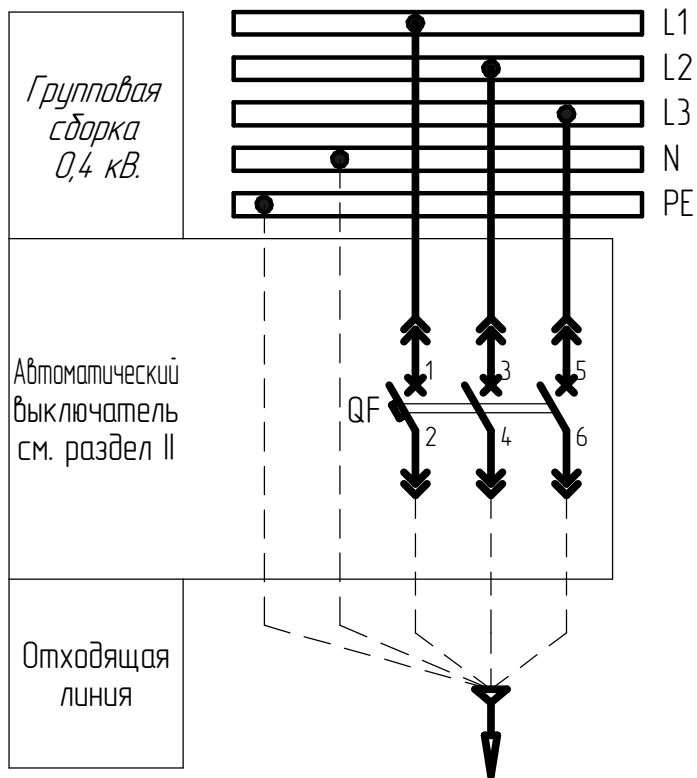 L1
L2
L3
N
PE
Групповая
сборка
0,4 кВ.
Автоматический
выключатель
см. раздел II
QF
1
3
5
2
4
6
Отходящая
линия